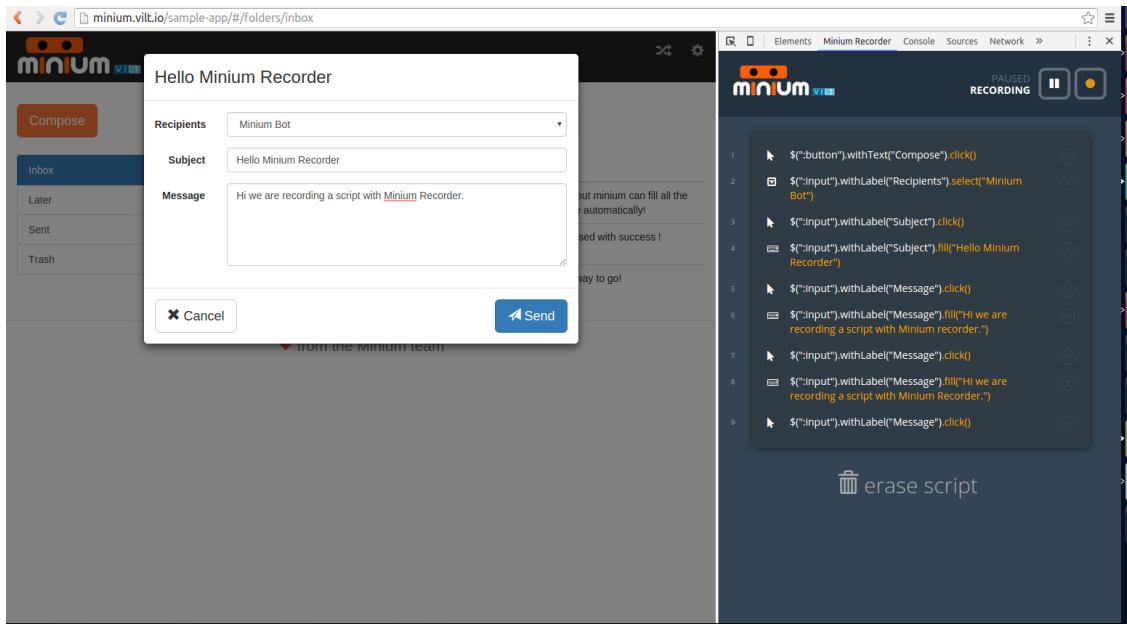 minium.vilt.io/sample-app/#/folders/inbox
minium VILT
Compose
Inbox
Later
Sent
Trash
Hello Minium Recorder
Recipients
Minium Bot
Subject
Hello Minium Recorder
Message
Hi we are recording a script with Minium Recorder.
Cancel
Send
out minium can fill all the
automatically!
sed with success !
way to go!
from the Minium team
Elements Minium Recorder Console Sources Network »
minium VILT
PAUSED
RECORDING
1 $(":button").withText("Compose").click()
2 $(":input").withLabel("Recipients").select("Minium
Bot")
3 $(":input").withLabel("Subject").click()
4 $(":input").withLabel("Subject").fill("Hello Minium
Recorder")
5 $(":input").withLabel("Message").click()
6 $(":input").withLabel("Message").fill("Hi we are
recording a script with Minium recorder.")
7 $(":input").withLabel("Message").click()
8 $(":input").withLabel("Message").fill("Hi we are
recording a script with Minium Recorder.")
9 $(":input").withLabel("Message").click()
erase script